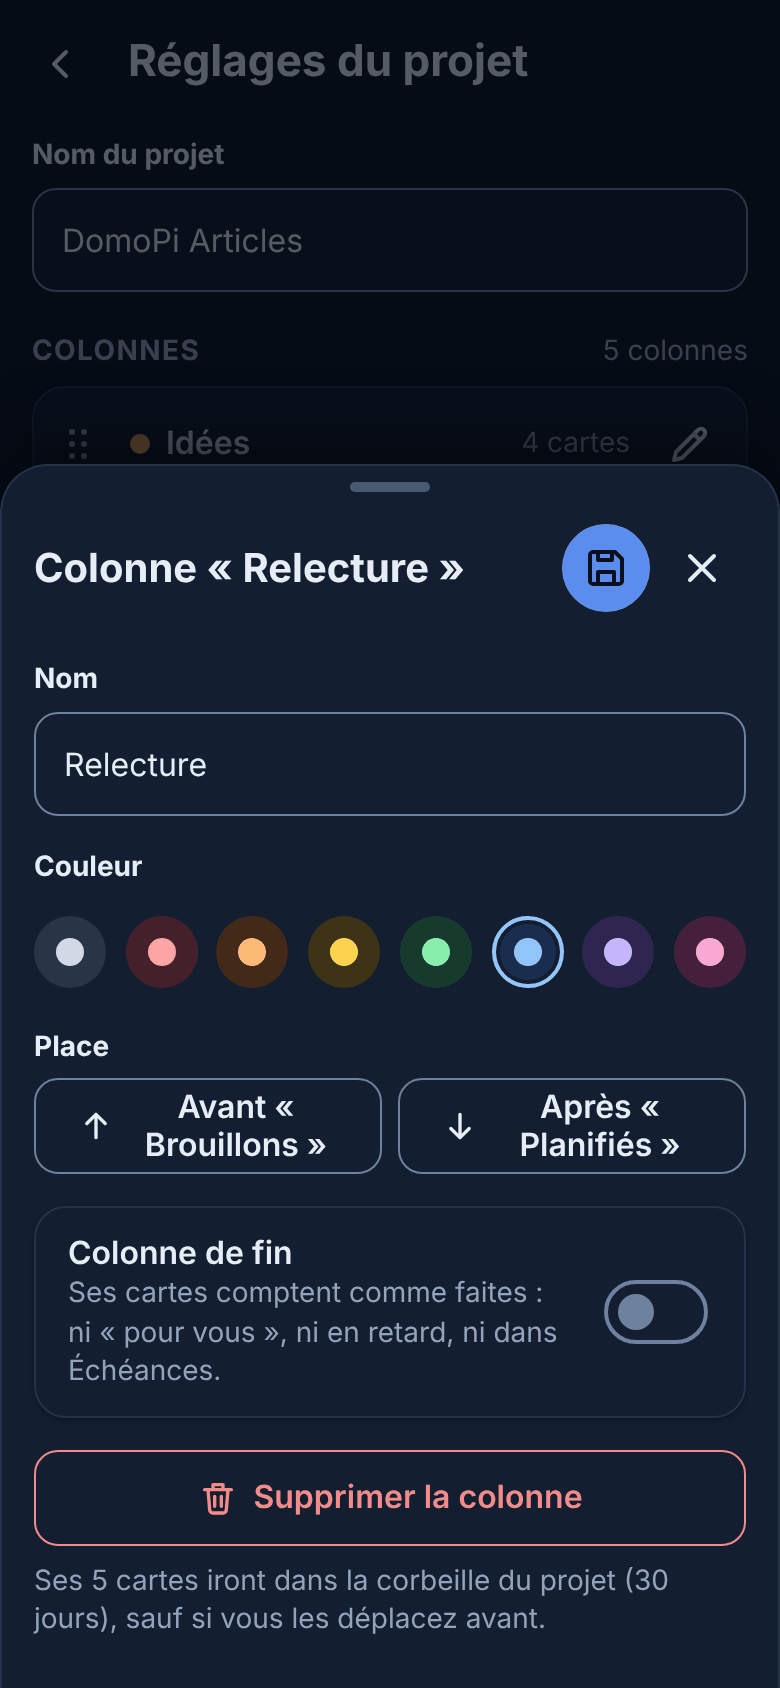 Réglages du projet
Nom du projet
DomoPi Articles
COLONNES 5 colonnes
Idées 4 cartes
Colonne « Relecture »
Nom
Relecture
Couleur
Place
Avant «
Brouillons »
Après «
Planifiés »
Colonne de fin
Ses cartes comptent comme faites :
ni « pour vous », ni en retard, ni dans
Échéances.
Supprimer la colonne
Ses 5 cartes iront dans la corbeille du projet (30
jours), sauf si vous les déplacez avant.